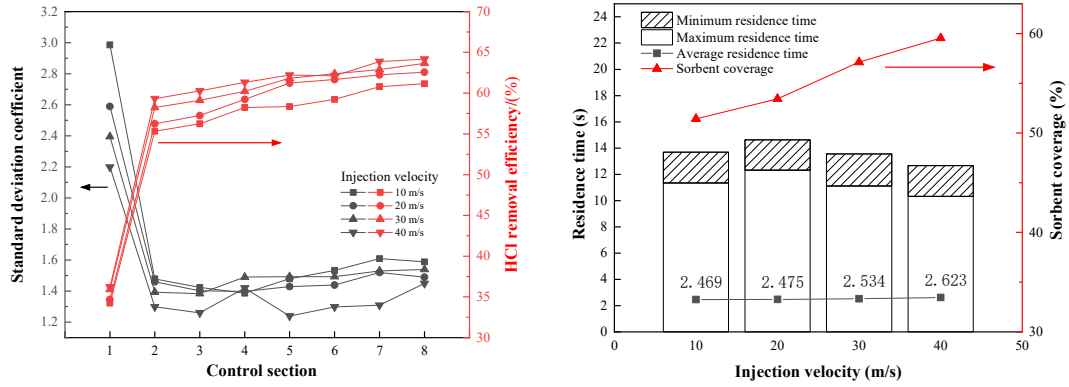 3.2
3.0
2.8
2.6
2.4
2.2
2.0
1.8
1.6
1.4
1.2
Standard deviation coefficient
1 2 3 4 5 6 7 8
Control section
70
65
60
55
50
45
40
35
30
HCl removal efficiency/(%)
Injection velocity
10 m/s
20 m/s
30 m/s
40 m/s
24
22
20
18
16
14
12
10
8
6
4
2
0
Residence time (s)
Minimum residence time
Maximum residence time
Average residence time
Sorbent coverage
2.469 2.475 2.534 2.623
0 10 20 30 40 50
Injection velocity (m/s)
60
50
40
30
Sorbent coverage (%)